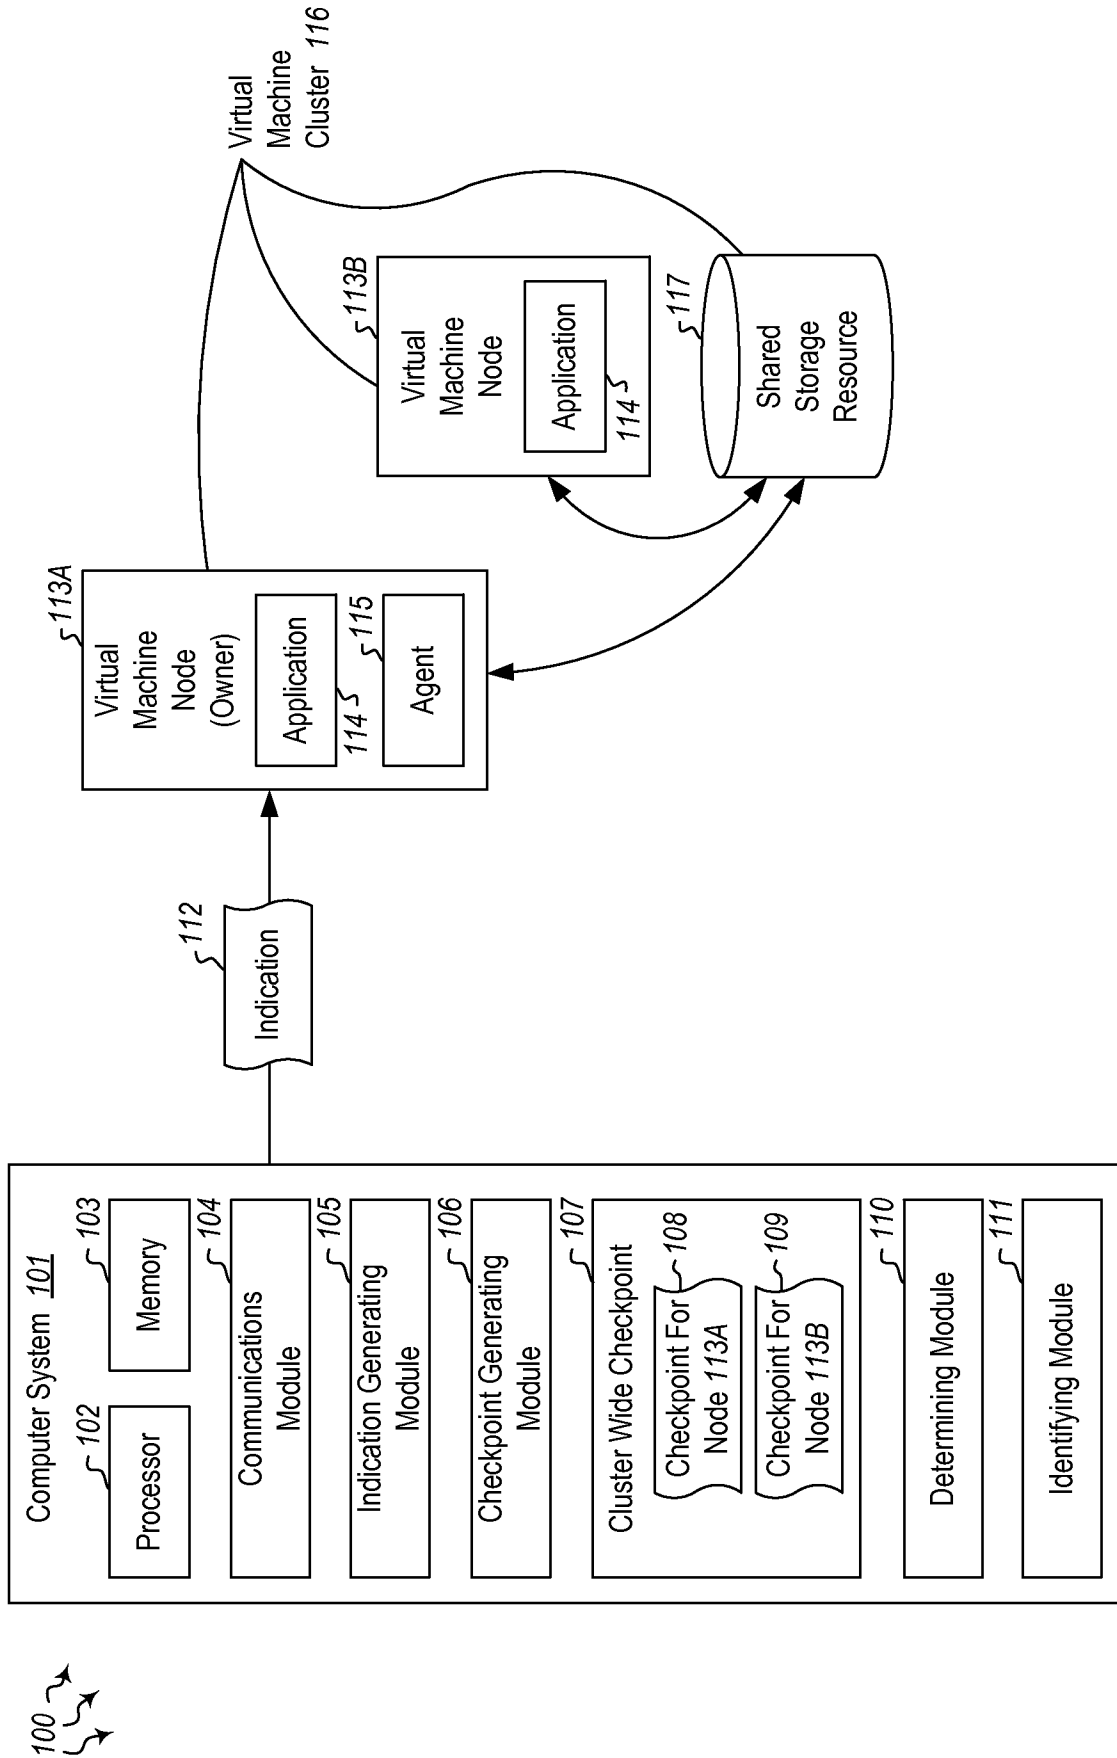 100
Computer System 101
102
Processor
103
Memory
104
Communications
Module
105
Indication Generating
Module
106
Checkpoint Generating
Module
107
Cluster Wide Checkpoint
108
Checkpoint For
Node 113A
109
Checkpoint For
Node 113B
110
Determining Module
111
Identifying Module
112
Indication
113A
Virtual
Machine
Node
(Owner)
Application
114
115
Agent
113B
Virtual
Machine
Node
Application
114
117
Shared
Storage
Resource
Virtual
Machine
Cluster 116